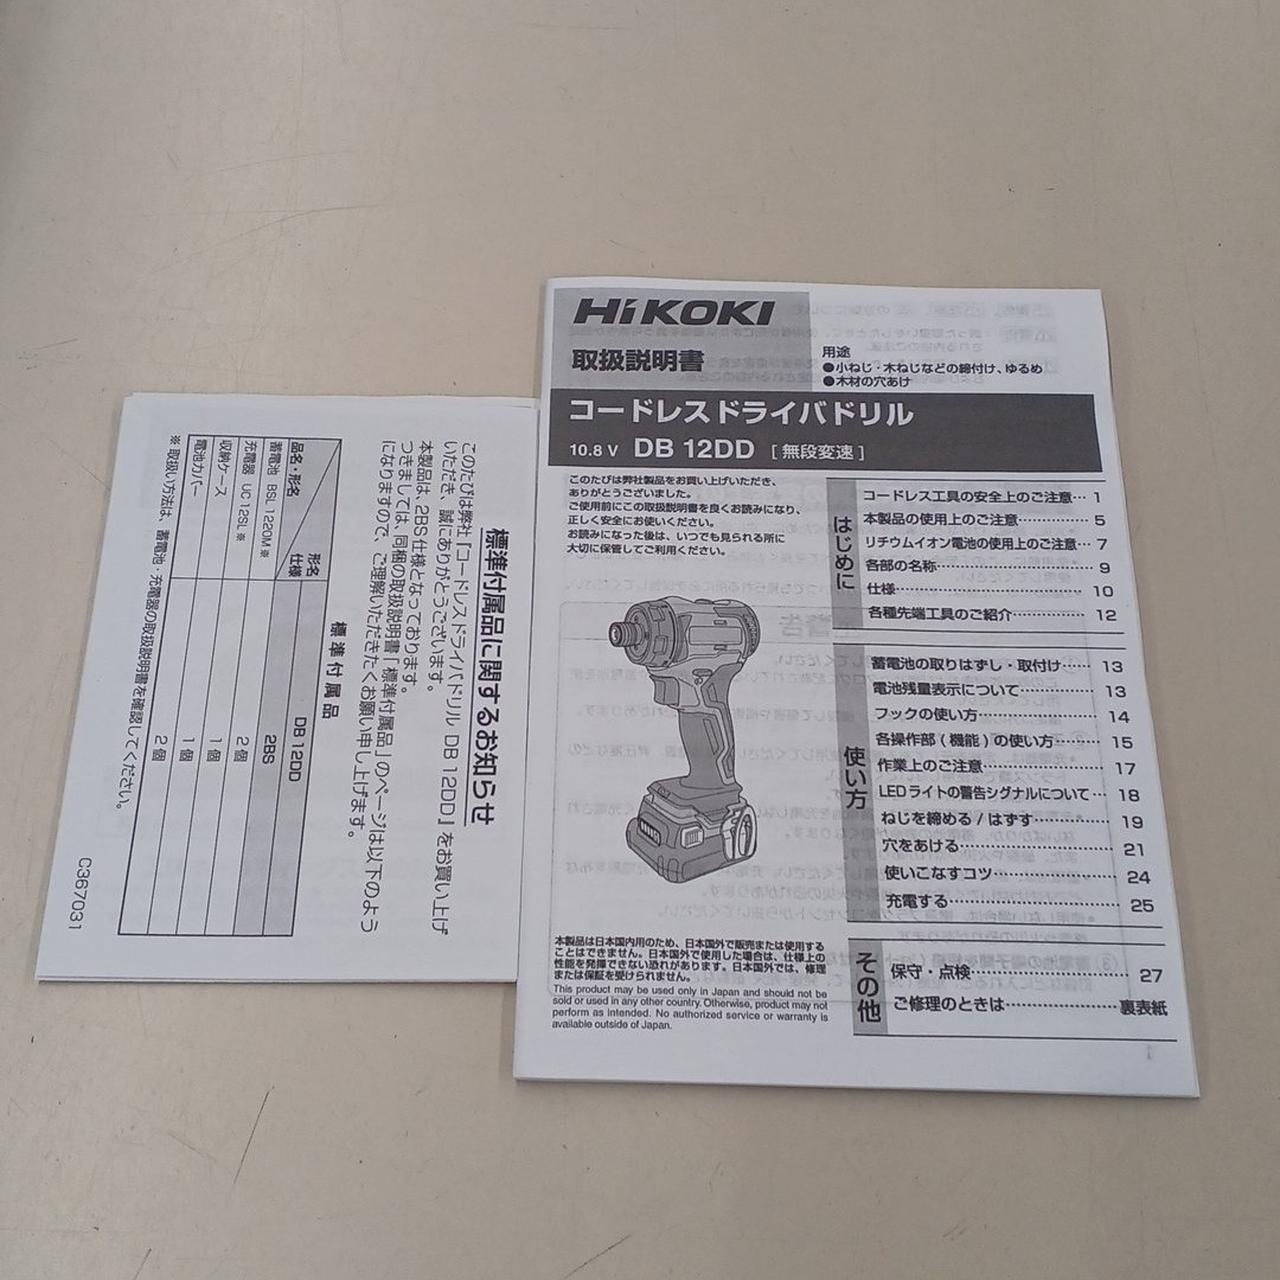 標準付属品に関するお知らせ
このたびは弊社「コードレスドライバドリル DB 12DD」をお買い上げ
いただき、誠にありがとうございます。
本製品は、2BS仕様となっております。
つきましては、同梱の取扱説明書「標準付属品」のページは以下のよう
になりますので、ご理解いただきたくお願い申し上げます。
標準付属品
形名 DB 12DD
仕様 2BS
品名・形名
蓄電池 BSL 1220M ※ 2個
充電器 UC 12SL ※ 1個
収納ケース 1個
電池カバー 2個
※ 取扱い方法は、蓄電池・充電器の取扱説明書を確認してください。
C367031
HiKOKI
取扱説明書
用途
●小ねじ・木ねじなどの締付け、ゆるめ
●木材の穴あけ
コードレスドライバドリル
10.8 V DB 12DD [ 無段変速 ]
このたびは弊社製品をお買い上げいただき、
ありがとうございました。
ご使用前にこの取扱説明書を良くお読みになり、
正しく安全にお使いください。
お読みになった後は、いつでも見られる所に
大切に保管してご利用ください。
本製品は日本国内用のため、日本国外で販売または使用する
ことはできません。日本国外で使用した場合は、仕様上の
性能を発揮できない恐れがあります。日本国外では、修理
または保証を受けられません。
This product may be used only in Japan and should not be
sold or used in any other country. Otherwise, product may not
perform as intended. No authorized service or warranty is
available outside of Japan.
はじめに
コードレス工具の安全上のご注意… 1
本製品の使用上のご注意………… 5
リチウムイオン電池の使用上のご注意… 7
各部の名称……………………… 9
仕様……………………………… 10
各種先端工具のご紹介………… 12
使い方
蓄電池の取りはずし・取付け…… 13
電池残量表示について………… 13
フックの使い方………………… 14
各操作部 ( 機能 ) の使い方……… 15
作業上のご注意………………… 17
LEDライトの警告シグナルについて… 18
ねじを締める / はずす…………… 19
穴をあける……………………… 21
使いこなすコツ………………… 24
充電する………………………… 25
その他
保守・点検……………………… 27
ご修理のときは……………… 裏表紙